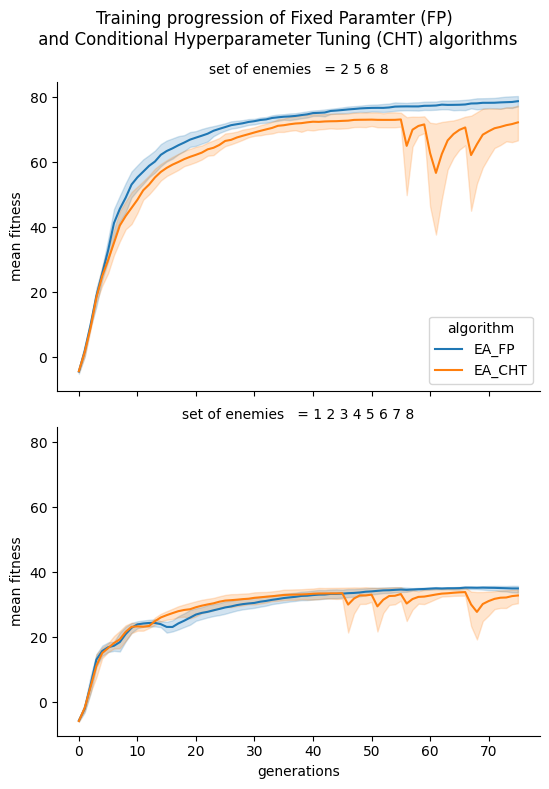 Training progression of Fixed Paramter (FP)
and Conditional Hyperparameter Tuning (CHT) algorithms
set of enemies = 2 5 6 8
80
60
40
20
0
mean fitness
algorithm
EA_FP
EA_CHT
set of enemies = 1 2 3 4 5 6 7 8
80
60
40
20
0
mean fitness
0 10 20 30 40 50 60 70
generations